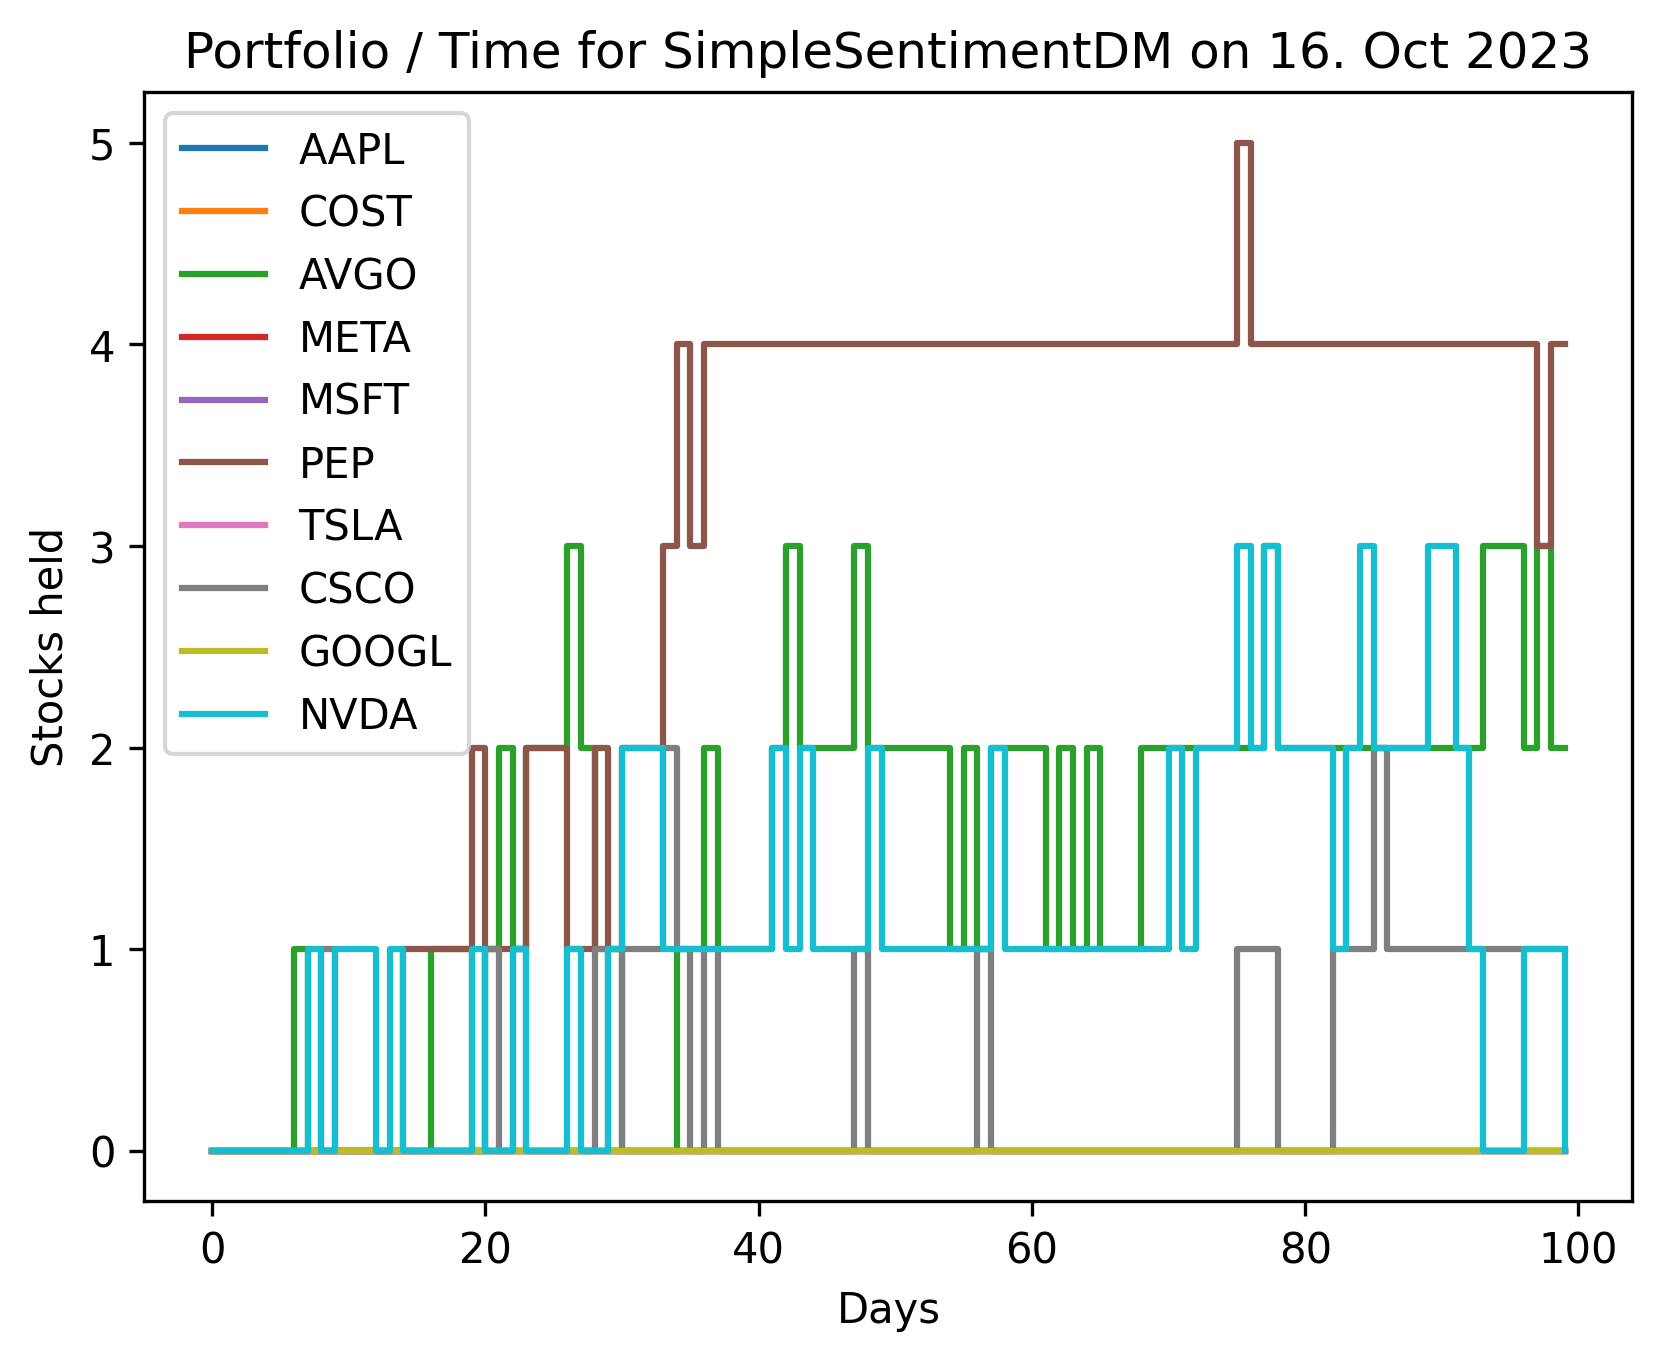 Portfolio / Time for SimpleSentimentDM on 16. Oct 2023
AAPL
COST
AVGO
META
MSFT
PEP
TSLA
CSCO
GOOGL
NVDA
5
4
3
2
1
0
Stocks held
0 20 40 60 80 100
Days